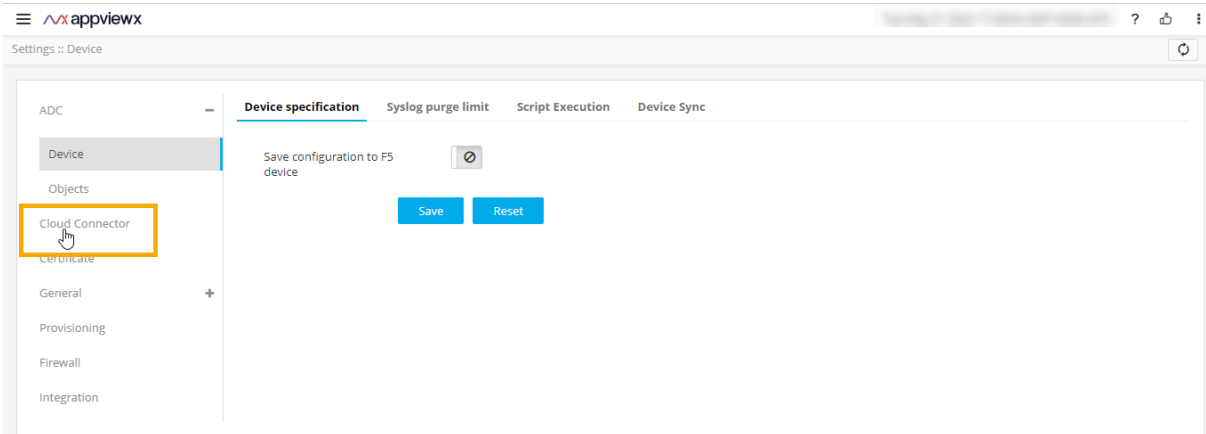 appviewx
?
Settings :: Device
ADC
Device specification Syslog purge limit Script Execution Device Sync
Device
Save configuration to F5
device
Objects
Save Reset
Cloud Connector
Certificate
General
Provisioning
Firewall
Integration